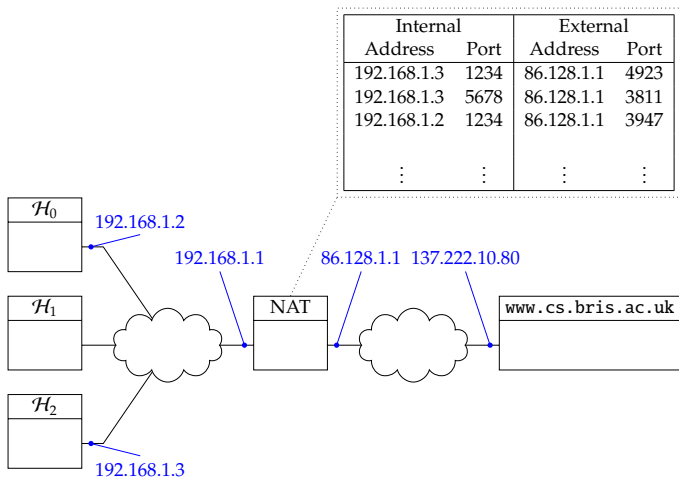 Internal External
Address Port Address Port
192.168.1.3 1234 86.128.1.1 4923
192.168.1.3 5678 86.128.1.1 3811
192.168.1.2 1234 86.128.1.1 3947
⋮ ⋮ ⋮ ⋮
H₀
192.168.1.2
192.168.1.1 86.128.1.1 137.222.10.80
H₁ NAT www.cs.bris.ac.uk
H₂
192.168.1.3